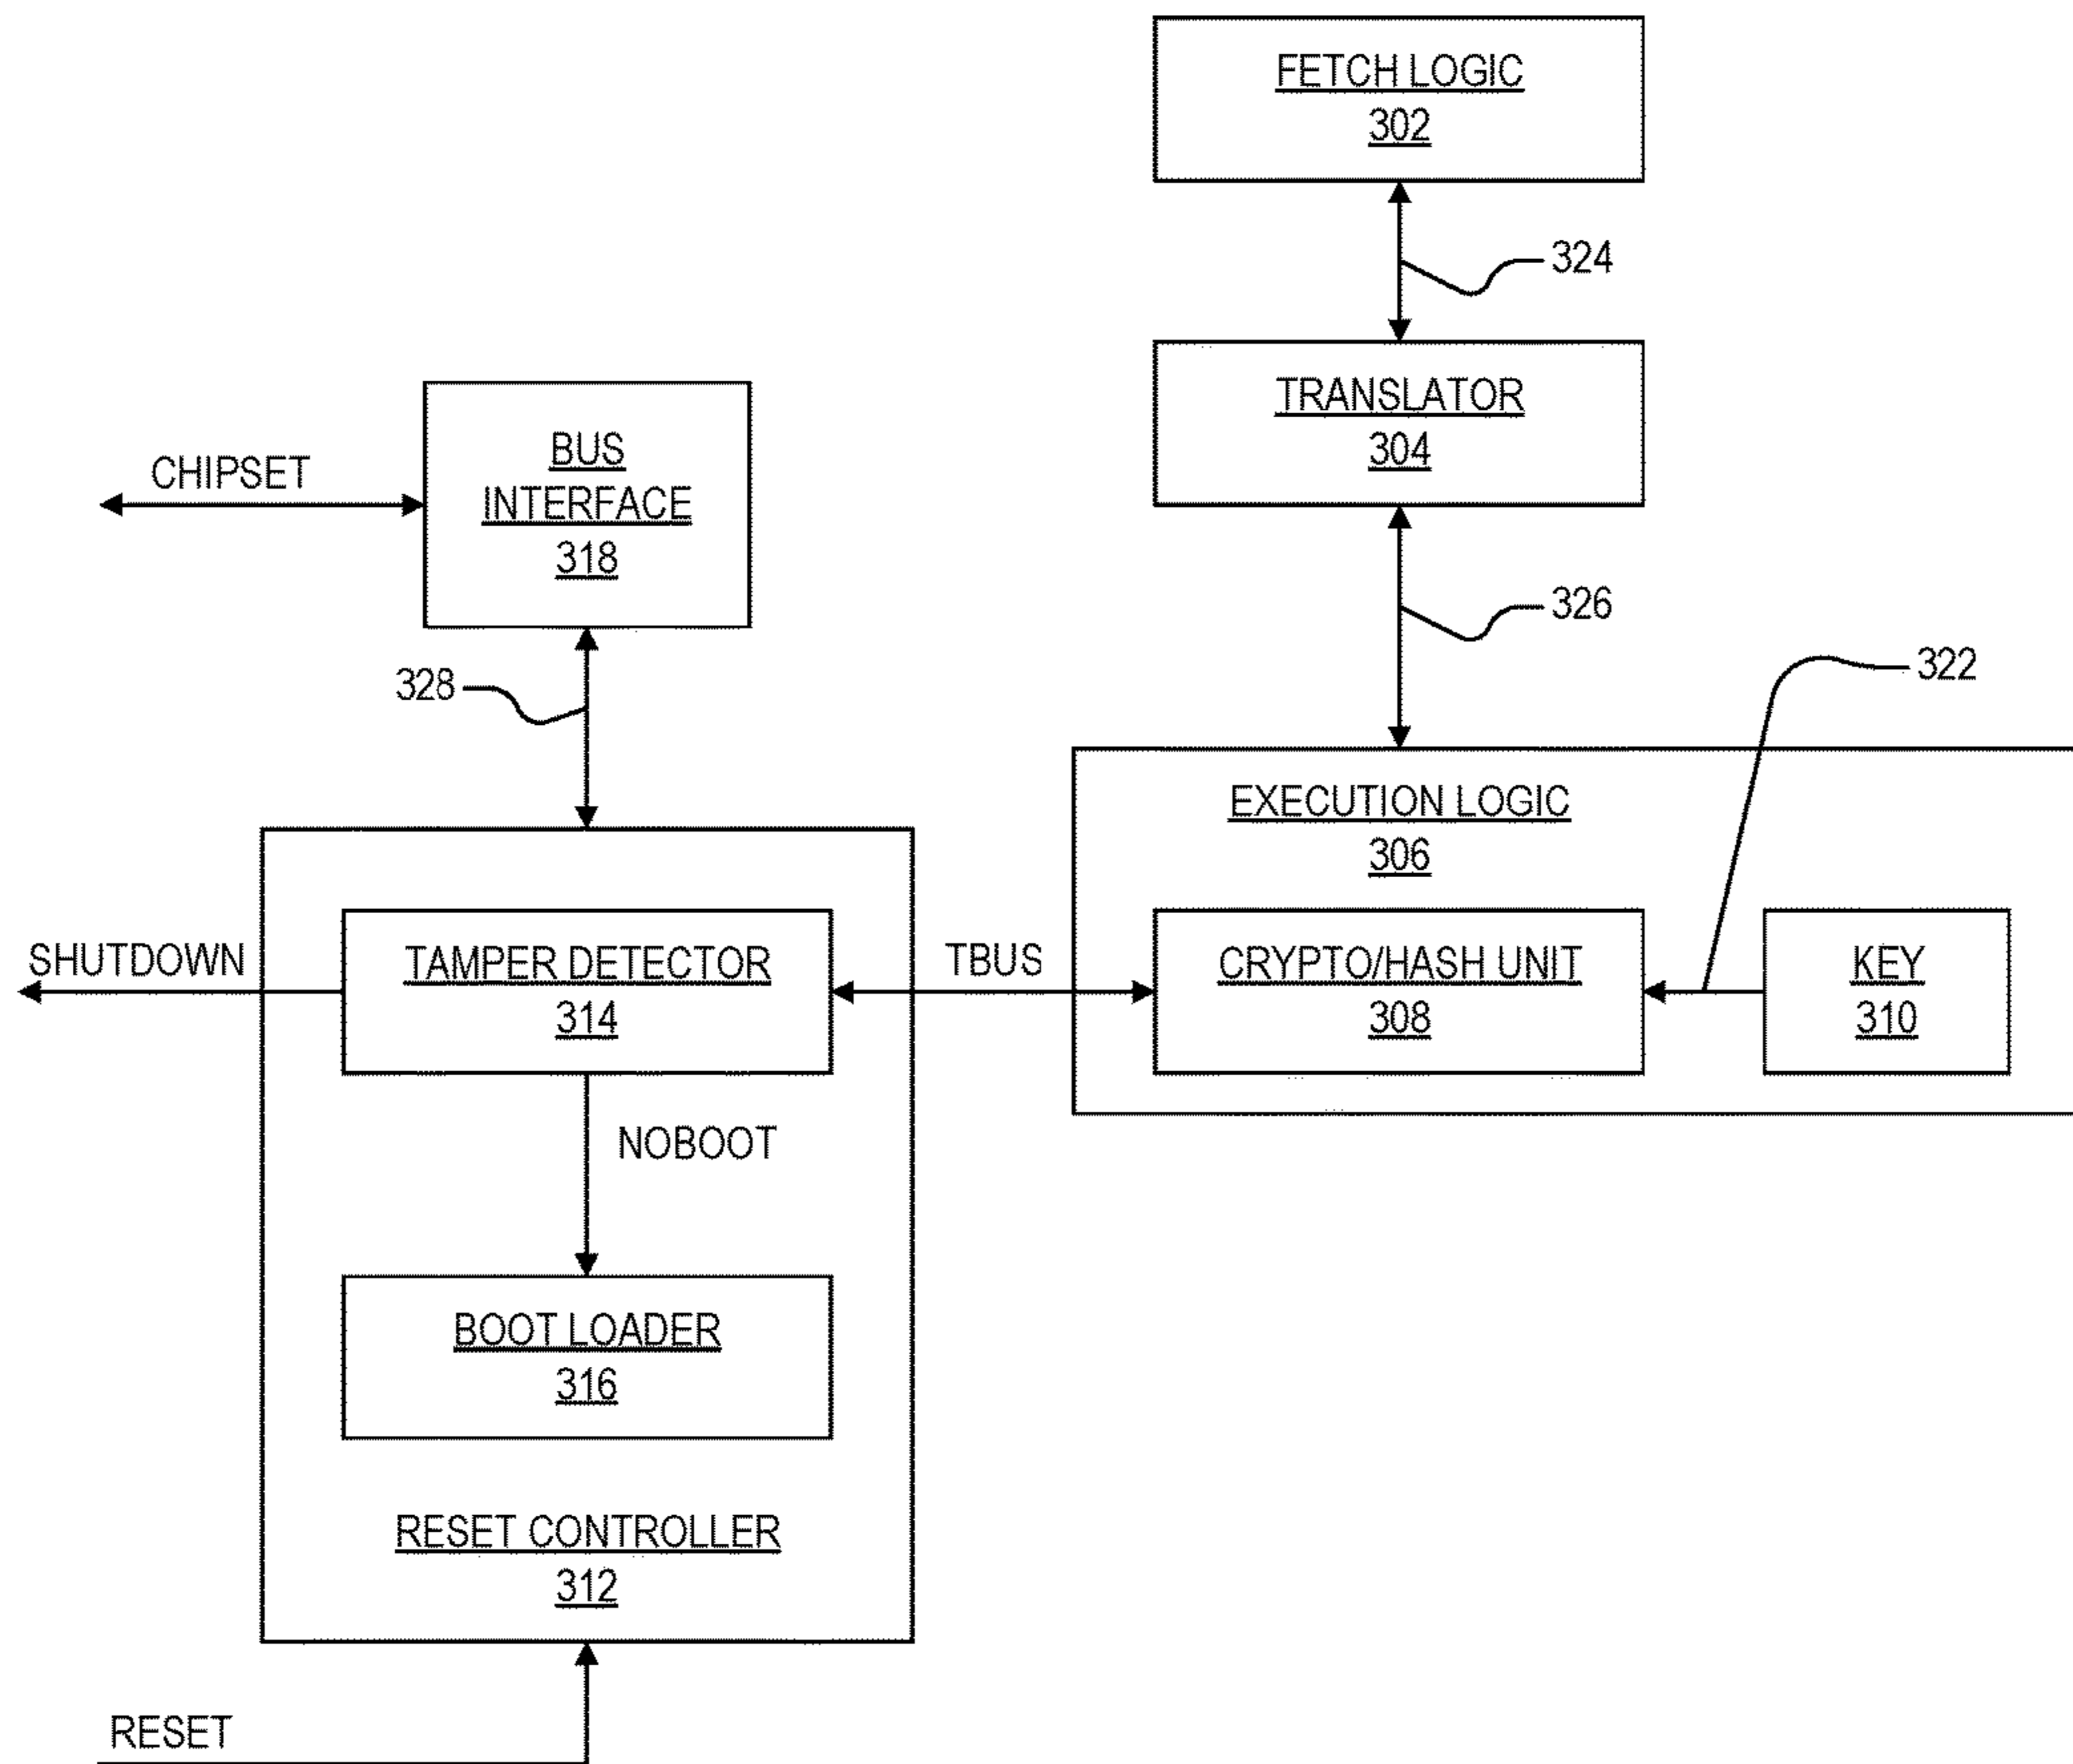 FETCH LOGIC
302
324
TRANSLATOR
304
CHIPSET
BUS
INTERFACE
318
326
328
322
EXECUTION LOGIC
306
SHUTDOWN
TAMPER DETECTOR
314
TBUS
CRYPTO/HASH UNIT
308
KEY
310
NOBOOT
BOOT LOADER
316
RESET CONTROLLER
312
RESET